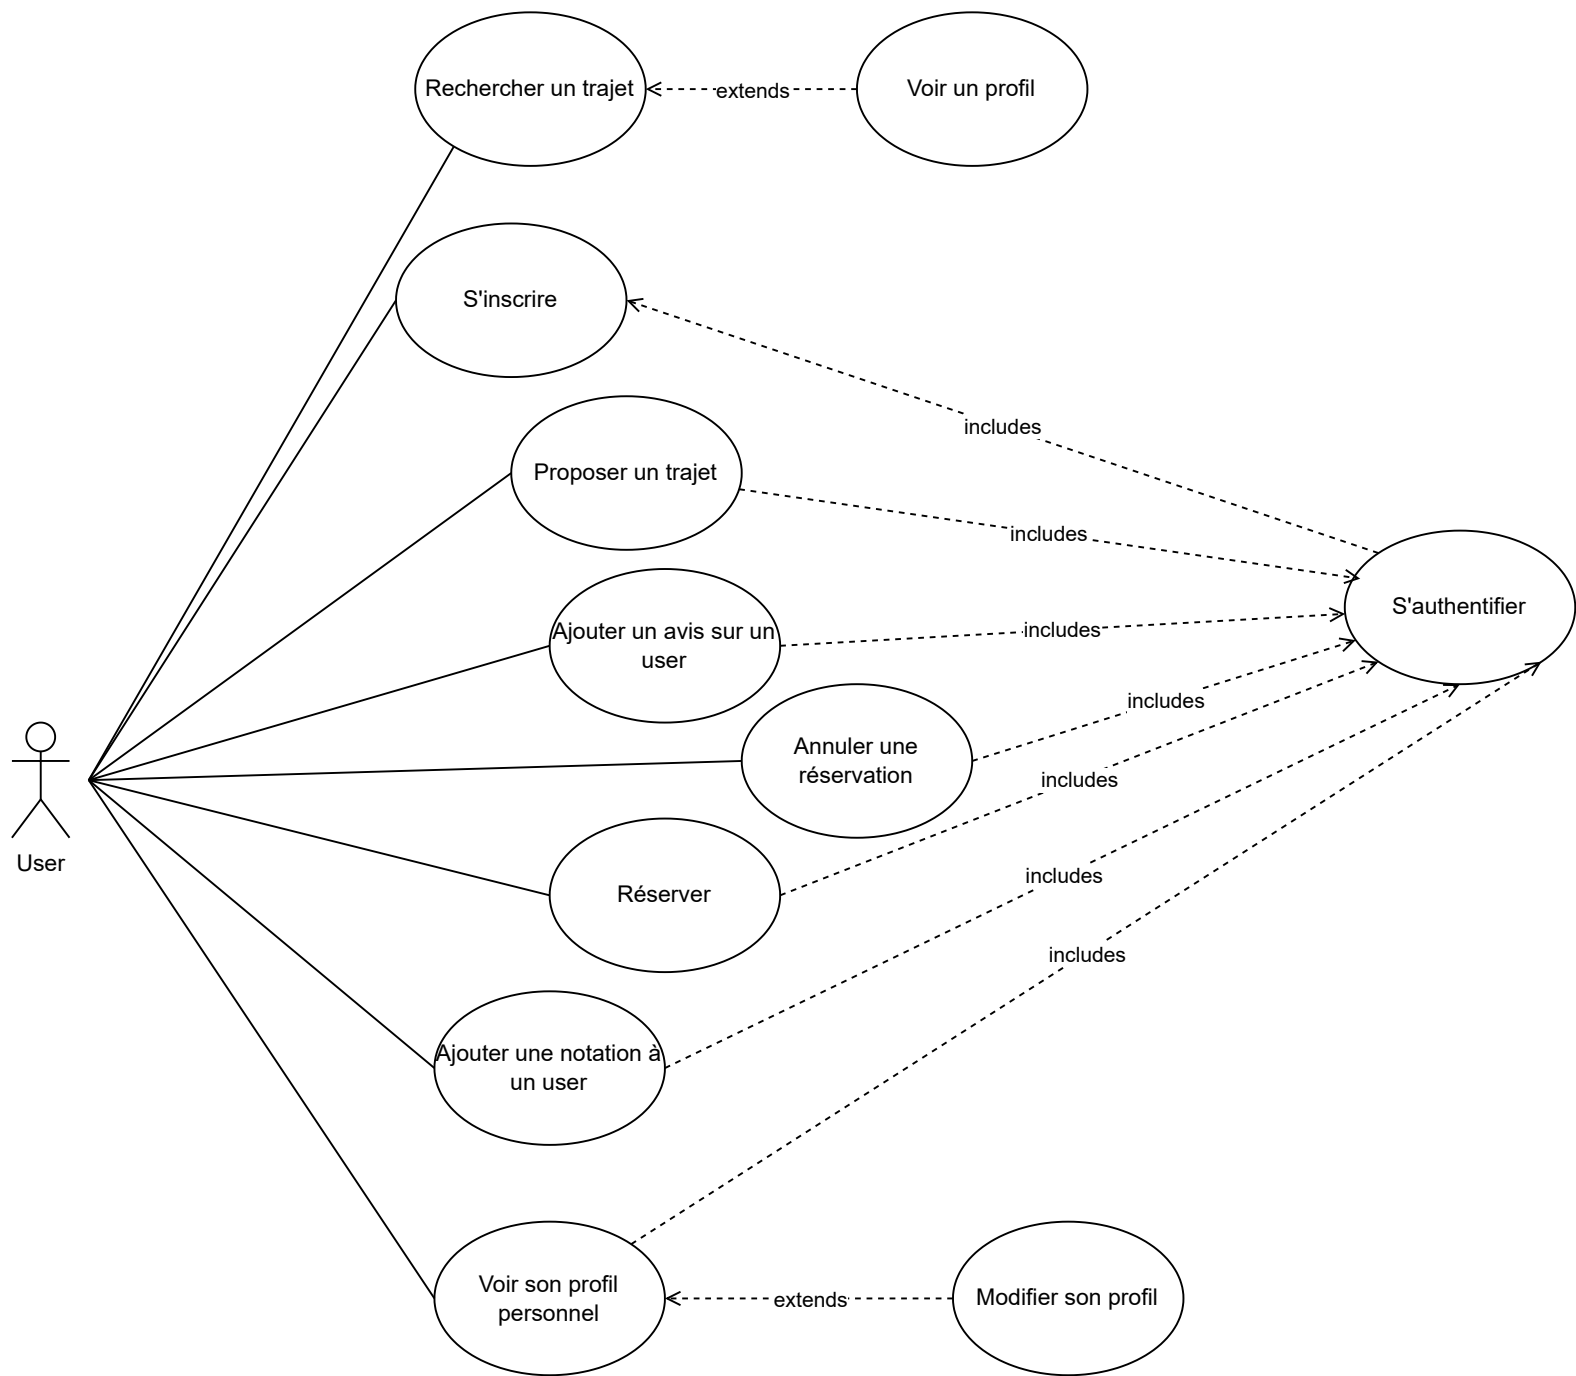 Rechercher un trajet
extends
Voir un profil
S'inscrire
includes
Proposer un trajet
includes
S'authentifier
Ajouter un avis sur un
user
includes
Annuler une
réservation
includes
User
includes
Réserver
includes
includes
Ajouter une notation à
un user
Voir son profil
personnel
extends
Modifier son profil